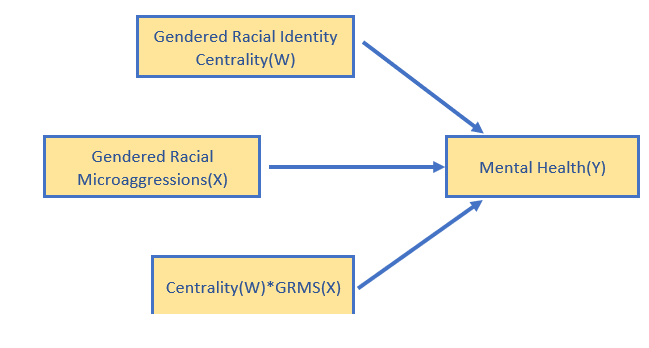 Gendered Racial Identity
Centrality(W)
Gendered Racial
Microaggressions(X)
Mental Health(Y)
Centrality(W)*GRMS(X)